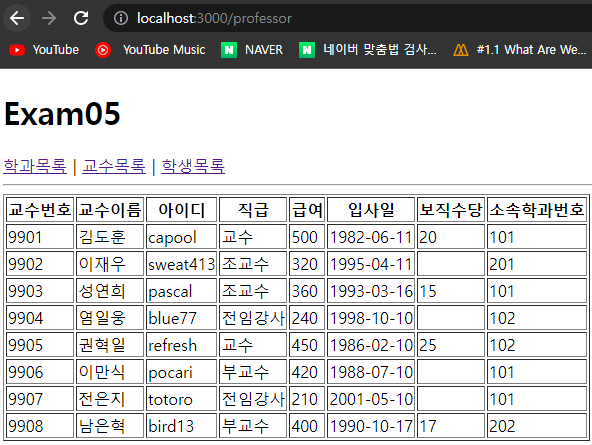 localhost:3000/professor
YouTube YouTube Music NAVER 네이버 맞춤법 검사... #1.1 What Are We...
Exam05
학과목록 | 교수목록 | 학생목록
교수번호 교수이름 아이디 직급 급여 입사일 보직수당 소속학과번호
9901 김도훈 capool 교수 500 1982-06-11 20 101
9902 이재우 sweat413 조교수 320 1995-04-11 201
9903 성연희 pascal 조교수 360 1993-03-16 15 101
9904 염일웅 blue77 전임강사 240 1998-10-10 102
9905 권혁일 refresh 교수 450 1986-02-10 25 102
9906 이만식 pocari 부교수 420 1988-07-10 101
9907 전은지 totoro 전임강사 210 2001-05-10 101
9908 남은혁 bird13 부교수 400 1990-10-17 17 202